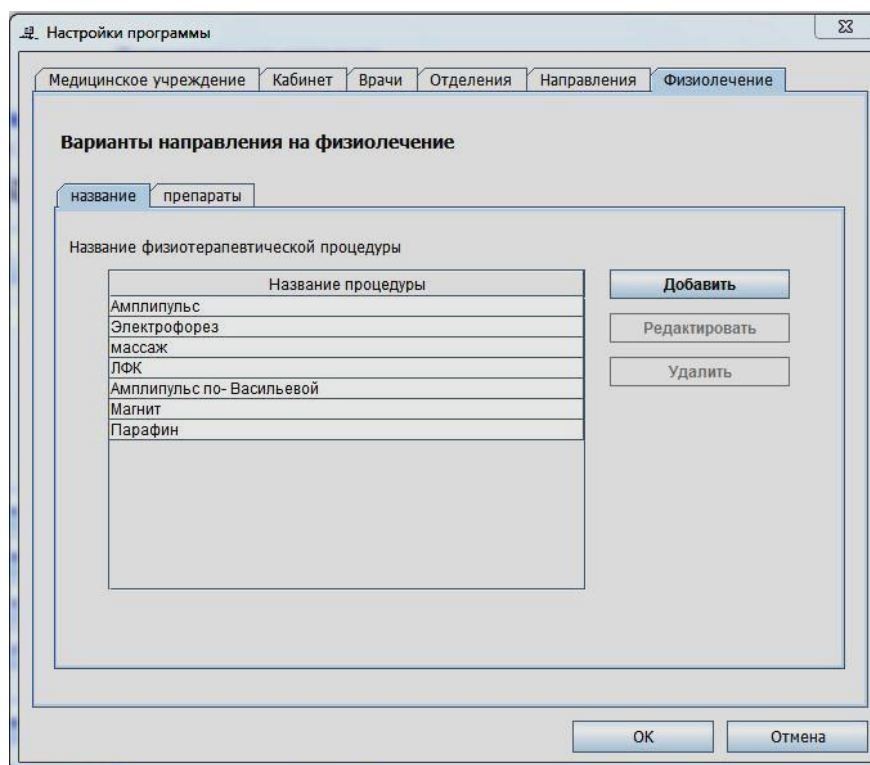 Настройки программы
Медицинское учреждение Кабинет Врачи Отделения Направления Физиолечение
Варианты направления на физиолечение
название препараты
Название физиотерапевтической процедуры
Название процедуры
Добавить
Амплипульс
Электрофорез
Редактировать
массаж
ЛФК
Удалить
Амплипульс по- Васильевой
Магнит
Парафин
OK Отмена